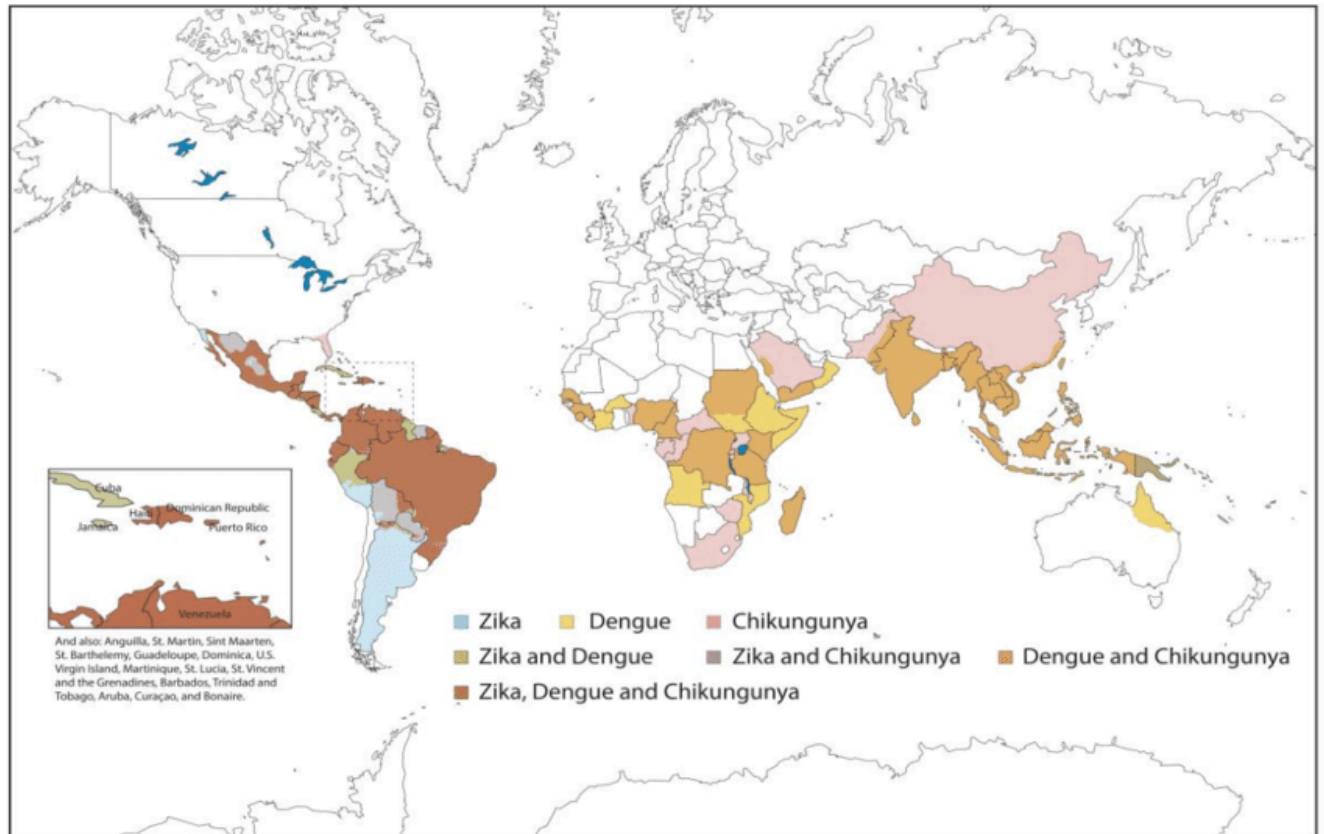 Cuba
Dominican Republic
Haiti
Jamaica
Puerto Rico
Venezuela
And also: Anguilla, St. Martin, Sint Maarten,
St. Barthelemy, Guadeloupe, Dominica, U.S.
Virgin Island, Martinique, St. Lucia, St. Vincent
and the Grenadines, Barbados, Trinidad and
Tobago, Aruba, Curaçao, and Bonaire.
Zika Dengue Chikungunya
Zika and Dengue Zika and Chikungunya Dengue and Chikungunya
Zika, Dengue and Chikungunya